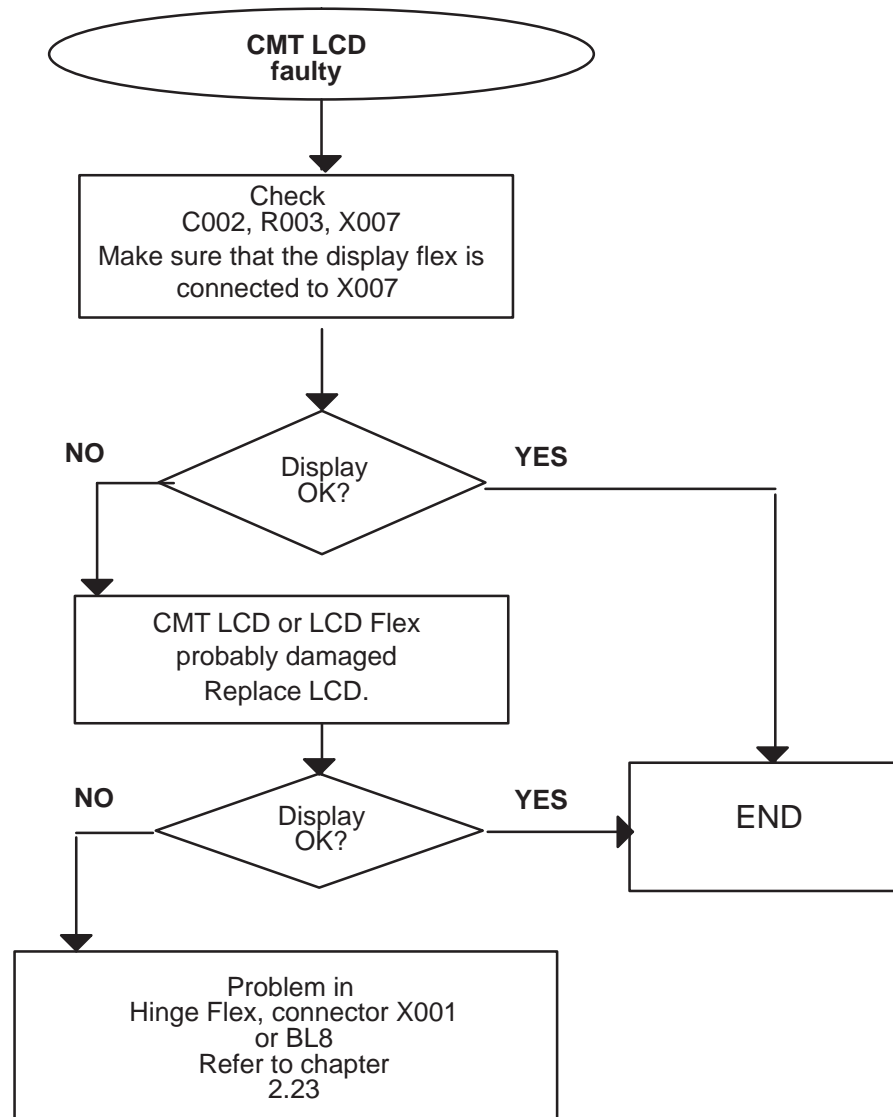 CMT LCD
faulty
Check
C002, R003, X007
Make sure that the display flex is
connected to X007
NO
YES
Display
OK?
CMT LCD or LCD Flex
probably damaged
Replace LCD.
NO
YES
Display
OK?
END
Problem in
Hinge Flex, connector X001
or BL8
Refer to chapter
2.23